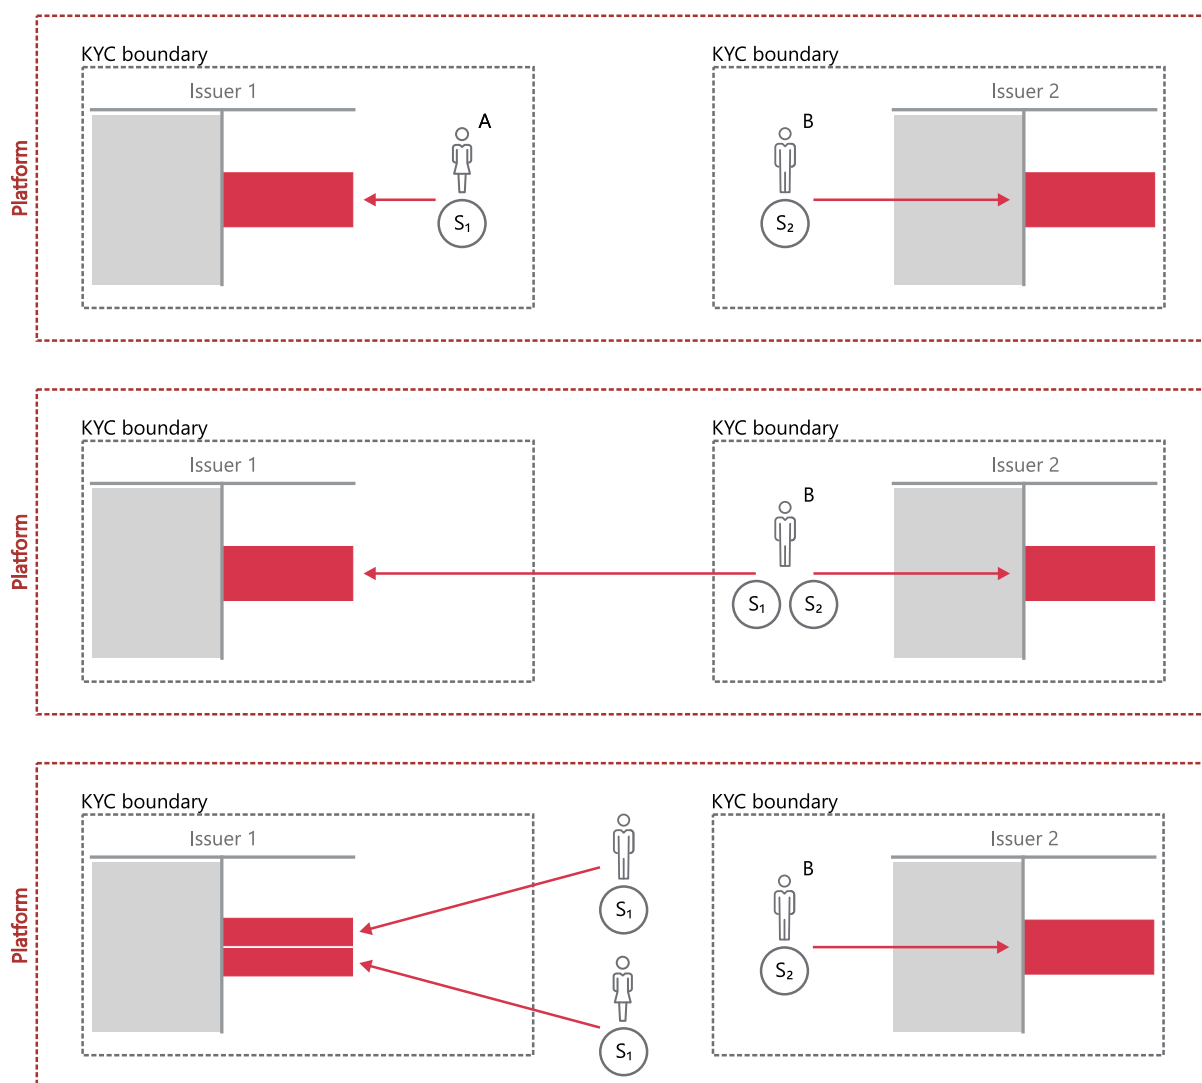 Platform
KYC boundary
Issuer 1
A
S₁
KYC boundary
Issuer 2
B
S₂
Platform
KYC boundary
Issuer 1
KYC boundary
Issuer 2
B
S₁
S₂
Platform
KYC boundary
Issuer 1
S₁
S₁
KYC boundary
Issuer 2
B
S₂